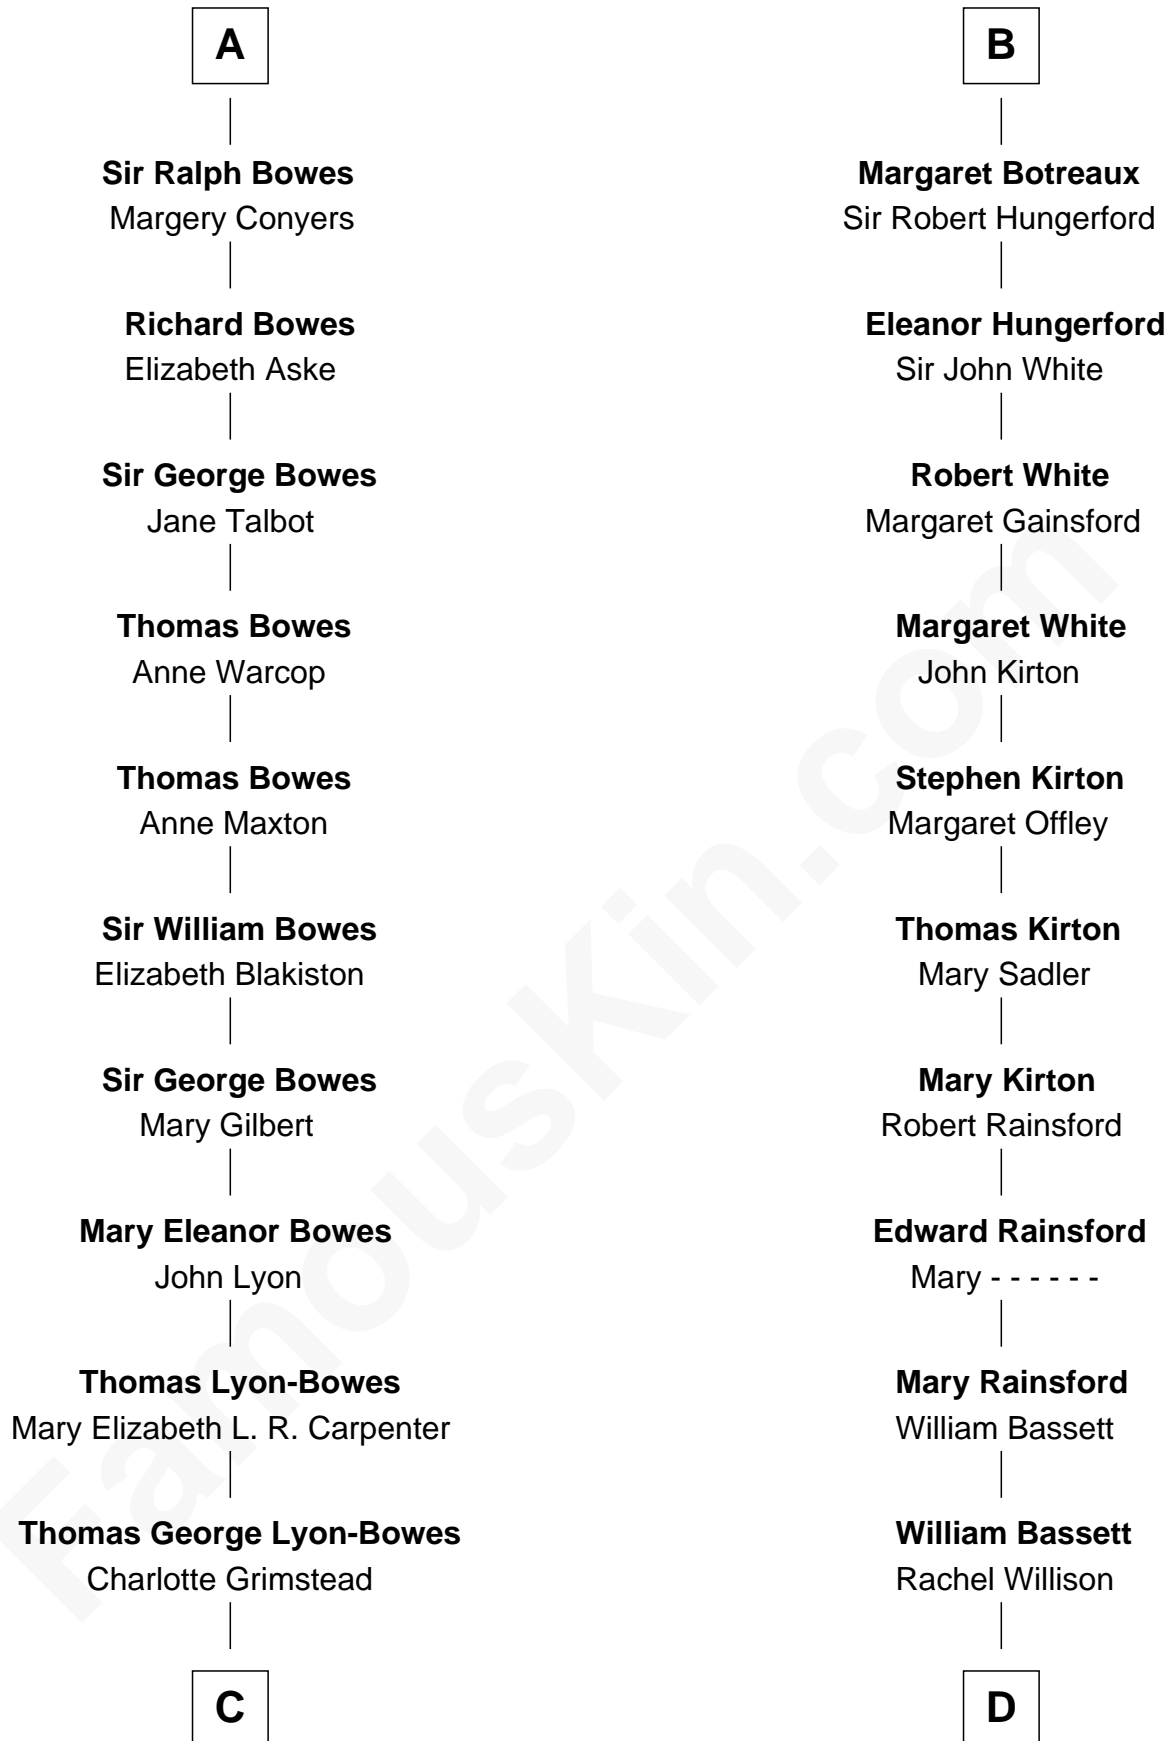 A
Sir Ralph Bowes
Margery Conyers
Richard Bowes
Elizabeth Aske
Sir George Bowes
Jane Talbot
Thomas Bowes
Anne Warcop
Thomas Bowes
Anne Maxton
Sir William Bowes
Elizabeth Blakiston
Sir George Bowes
Mary Gilbert
Mary Eleanor Bowes
John Lyon
Thomas Lyon-Bowes
Mary Elizabeth L. R. Carpenter
Thomas George Lyon-Bowes
Charlotte Grimstead
C
B
Margaret Botreaux
Sir Robert Hungerford
Eleanor Hungerford
Sir John White
Robert White
Margaret Gainsford
Margaret White
John Kirton
Stephen Kirton
Margaret Offley
Thomas Kirton
Mary Sadler
Mary Kirton
Robert Rainsford
Edward Rainsford
Mary - - - - - -
Mary Rainsford
William Bassett
William Bassett
Rachel Willison
D
FamousKin.com